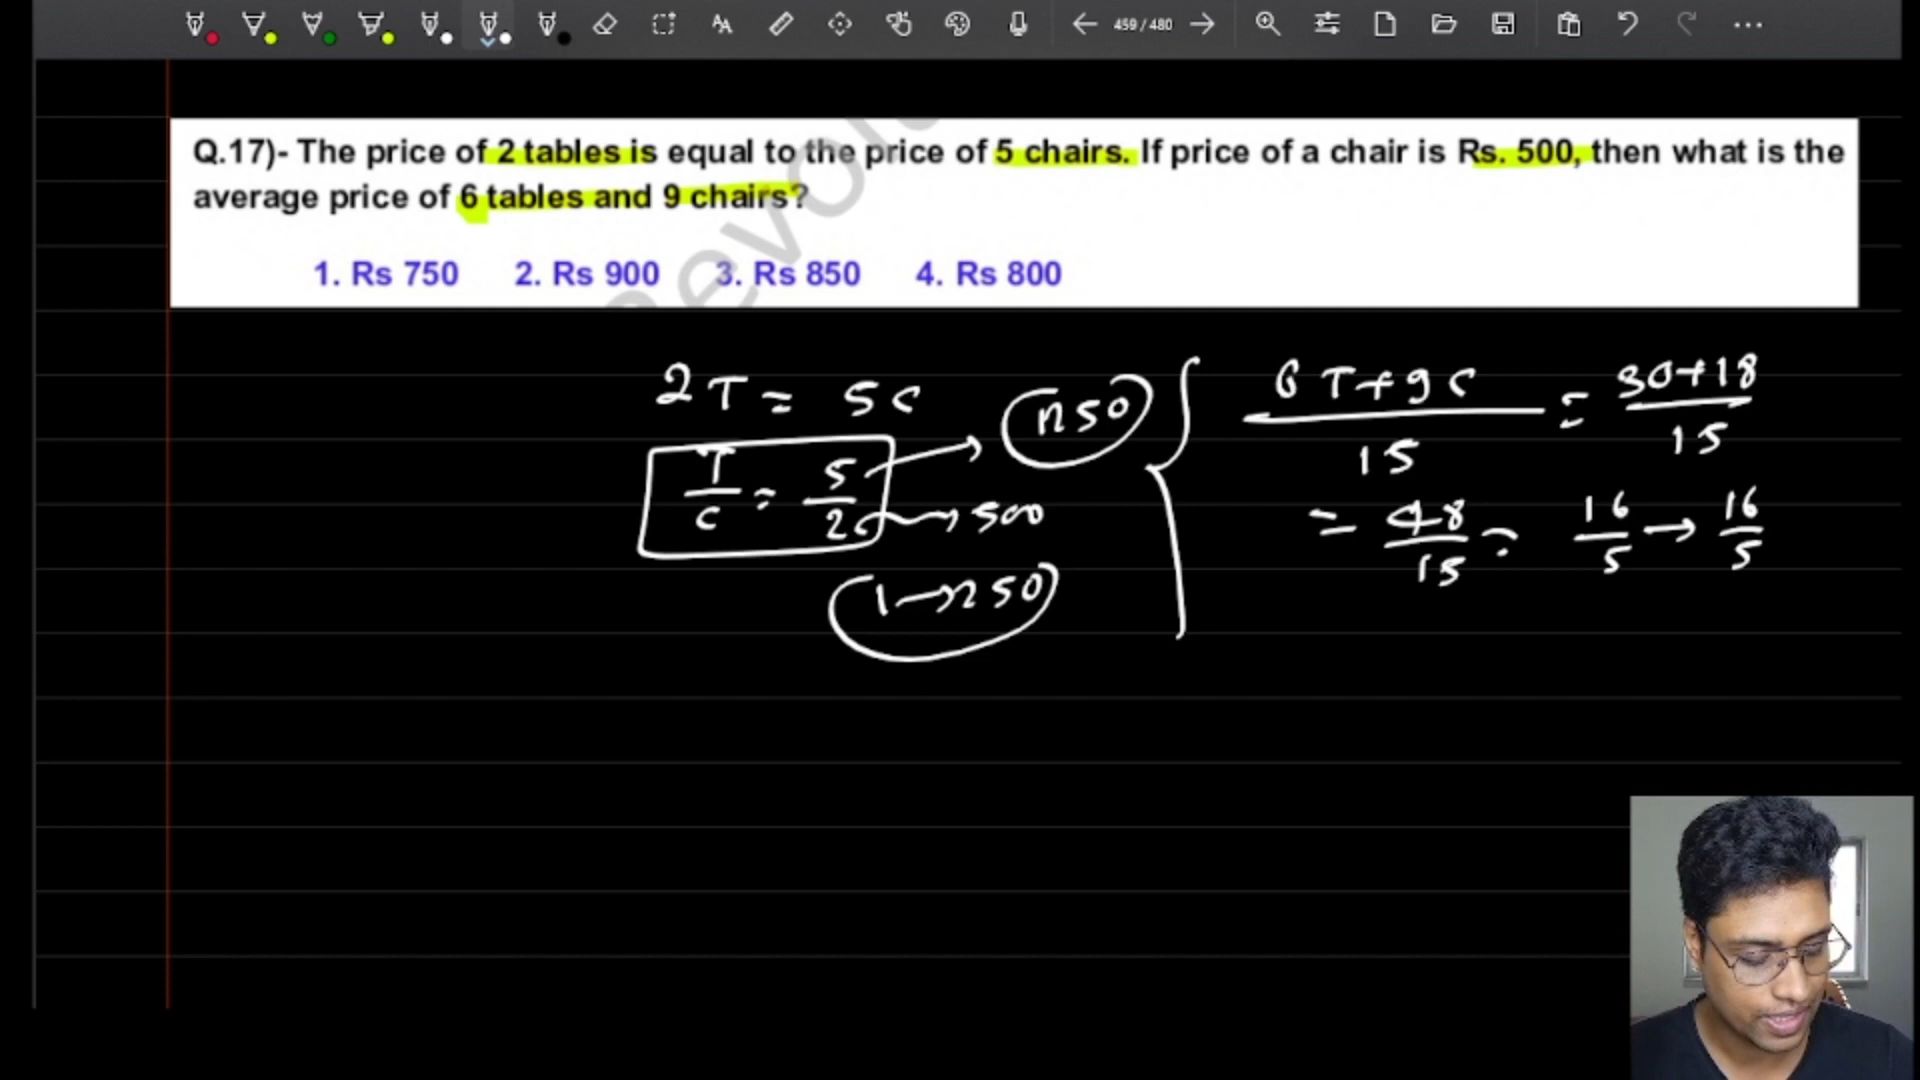 459 / 480
Q.17)- The price of 2 tables is equal to the price of 5 chairs. If price of a chair is Rs. 500, then what is the
average price of 6 tables and 9 chairs?
1. Rs 750 2. Rs 900 3. Rs 850 4. Rs 800
2T = 5C
T/C = 5/2
1250
500
1→250
6T+9C/15 = 30+18/15
= 48/15 = 16/5 → 16/5